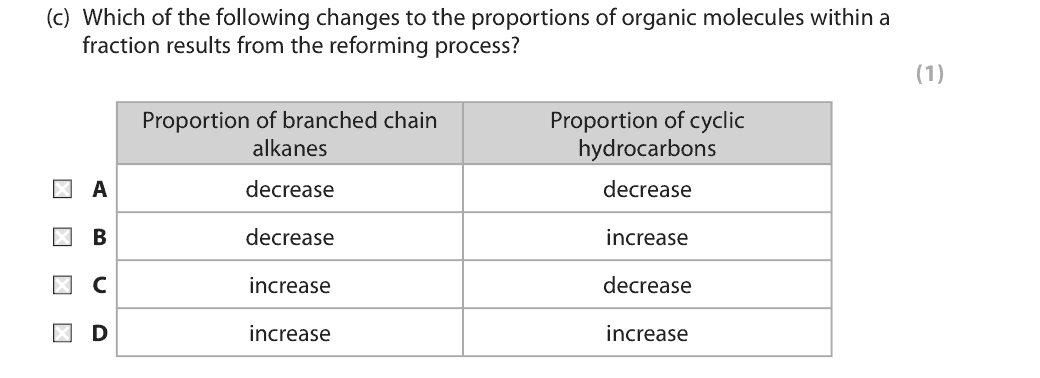 (c) Which of the following changes to the proportions of organic molecules within a
fraction results from the reforming process?
(1)
Proportion of branched chain
alkanes
Proportion of cyclic
hydrocarbons
A decrease decrease
B decrease increase
C increase decrease
D increase increase